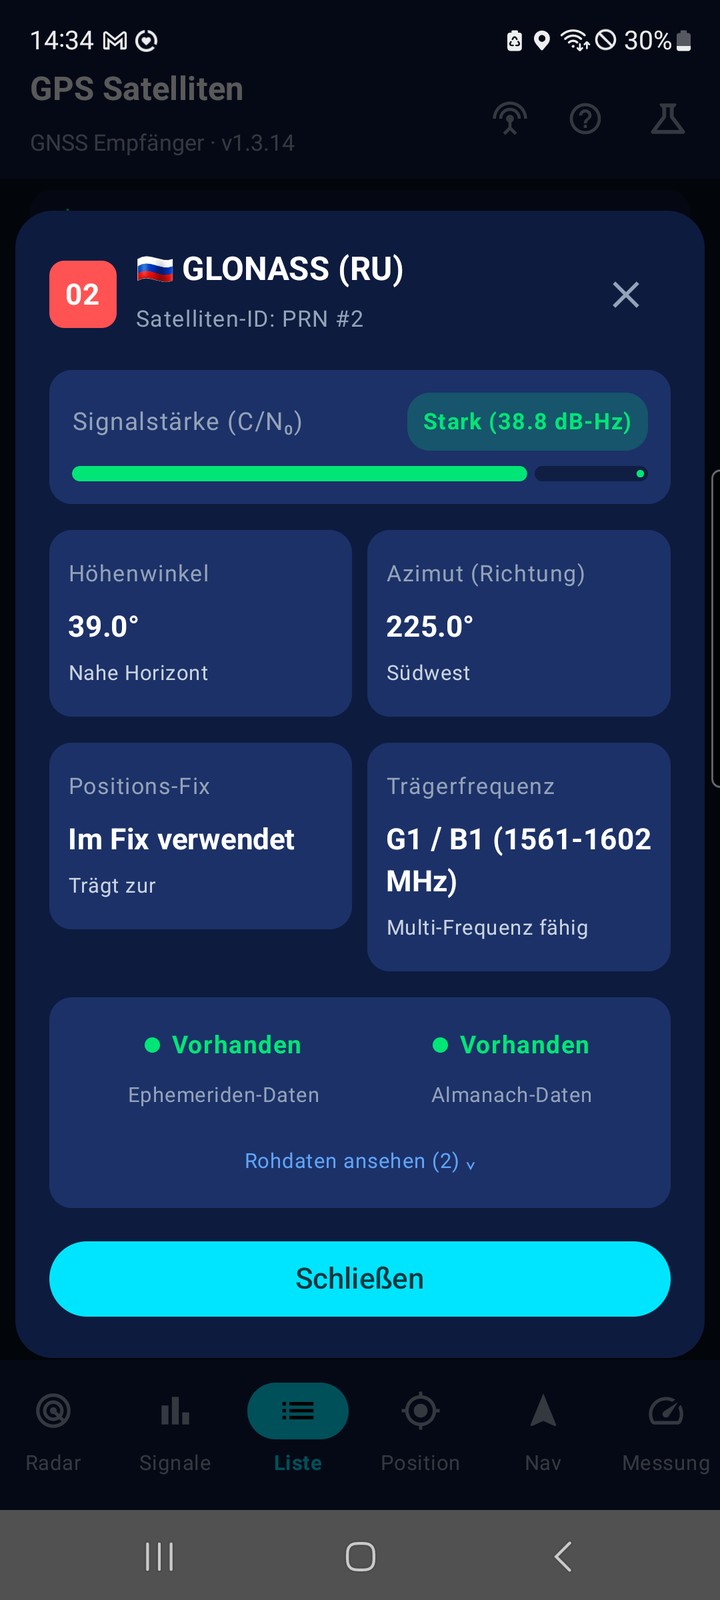 14:34
30%
GPS Satelliten
GNSS Empfänger · v1.3.14
02
GLONASS (RU)
Satelliten-ID: PRN #2
Signalstärke (C/N₀)
Stark (38.8 dB-Hz)
Höhenwinkel
39.0°
Nahe Horizont
Azimut (Richtung)
225.0°
Südwest
Positions-Fix
Im Fix verwendet
Trägt zur
Trägerfrequenz
G1 / B1 (1561-1602
MHz)
Multi-Frequenz fähig
Vorhanden
Ephemeriden-Daten
Vorhanden
Almanach-Daten
Rohdaten ansehen (2)
Schließen
Radar
Signale
Liste
Position
Nav
Messung